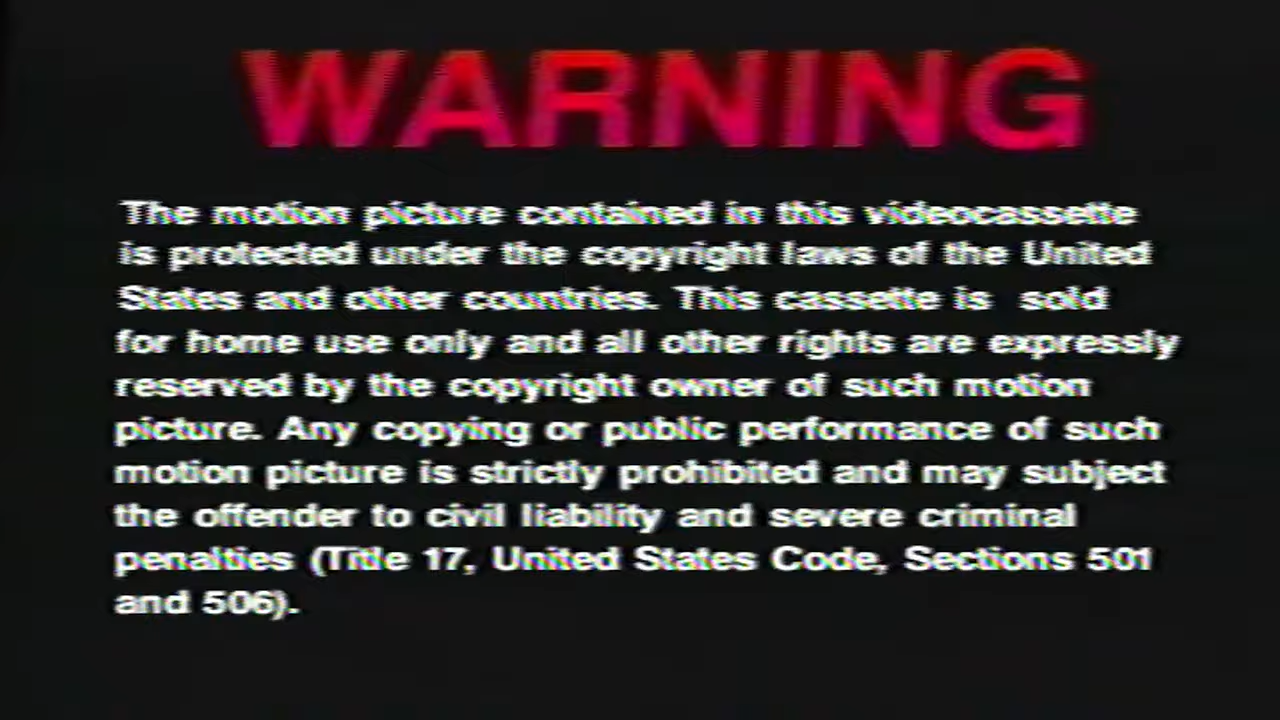 WARNING
The motion picture contained in this videocassette
is protected under the copyright laws of the United
States and other countries. This cassette is sold
for home use only and all other rights are expressly
reserved by the copyright owner of such motion
picture. Any copying or public performance of such
motion picture is strictly prohibited and may subject
the offender to civil liability and severe criminal
penalties (Title 17, United States Code, Sections 501
and 506).